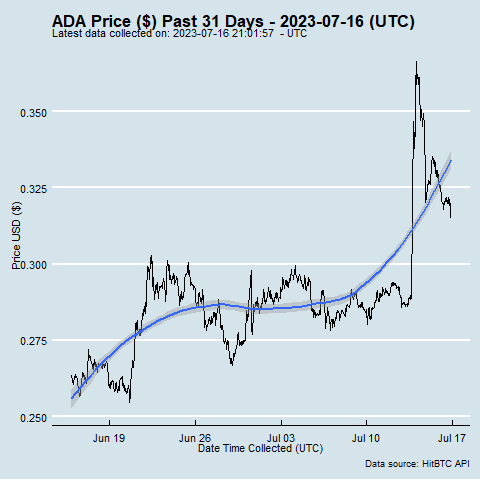 ADA Price ($) Past 31 Days - 2023-07-16 (UTC)
Latest data collected on: 2023-07-16 21:01:57  - UTC
Price USD ($)
0.350
0.325
0.300
0.275
0.250
Jun 19
Jun 26
Jul 03
Jul 10
Jul 17
Date Time Collected (UTC)
Data source: HitBTC API